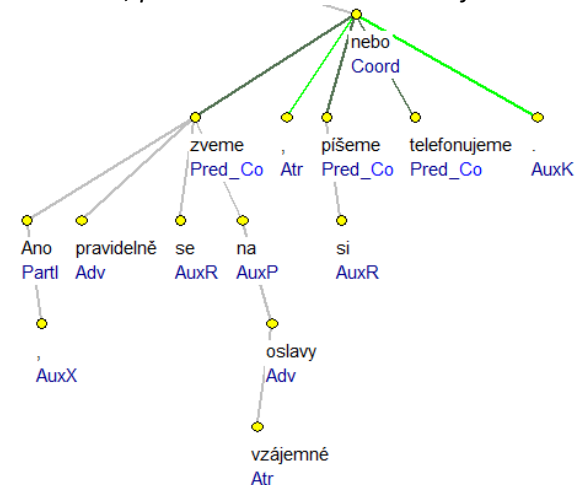 nebo
Coord
zveme , píšeme telefonujeme .
Pred_Co Atr Pred_Co Pred_Co AuxK
Ano pravidelně se na si
Partl Adv AuxR AuxP AuxR
, oslavy
AuxX Adv
vzájemné
Atr